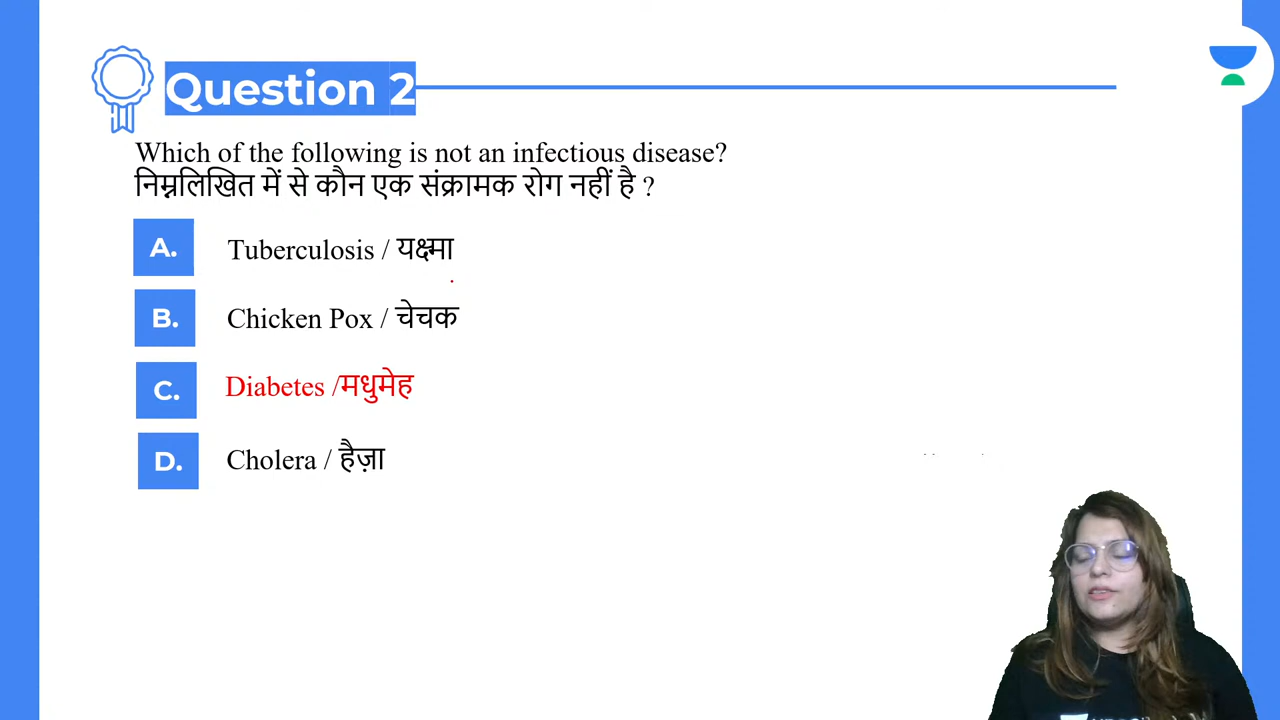 Question 2
Which of the following is not an infectious disease?
निम्नलिखित में से कौन एक संक्रामक रोग नहीं है ?
A. Tuberculosis / यक्ष्मा
B. Chicken Pox / चेचक
C. Diabetes /मधुमेह
D. Cholera / हैज़ा